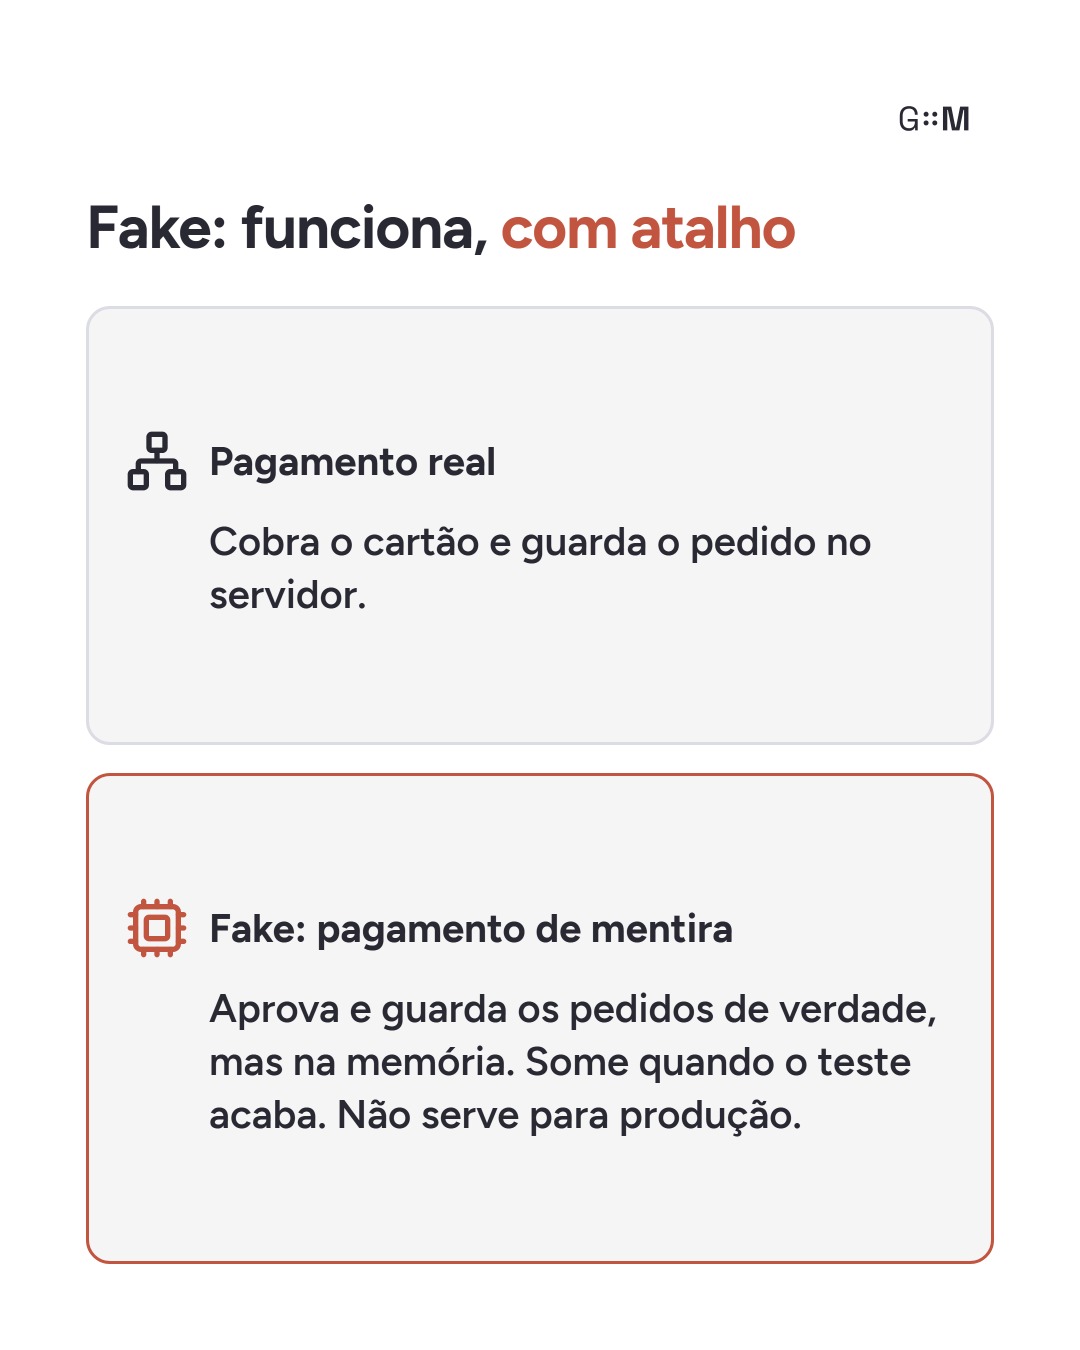 G::M
Fake: funciona, com atalho
Pagamento real
Cobra o cartão e guarda o pedido no
servidor.
Fake: pagamento de mentira
Aprova e guarda os pedidos de verdade,
mas na memória. Some quando o teste
acaba. Não serve para produção.